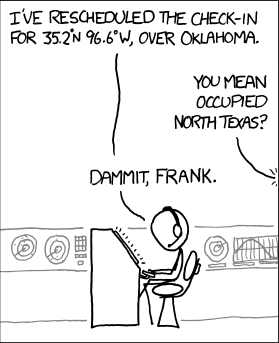 I'VE RESCHEDULED THE CHECK-IN
FOR 35.2°N 96.6°W, OVER OKLAHOMA.
YOU MEAN
OCCUPIED
NORTH TEXAS?
DAMMIT, FRANK.